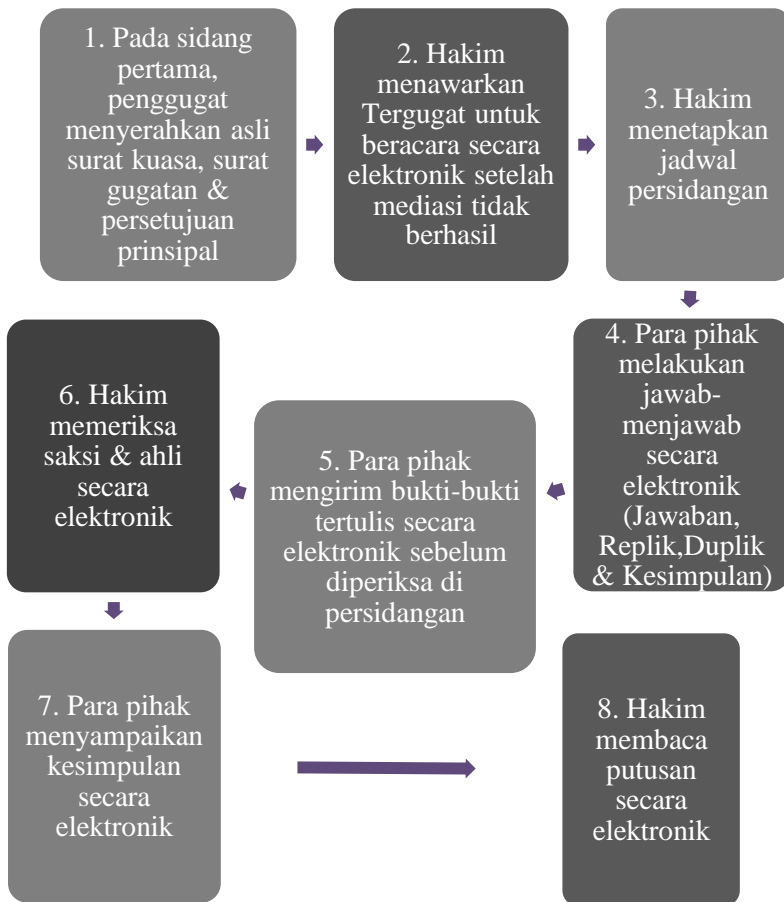 1. Pada sidang
pertama,
penggugat
menyerahkan asli
surat kuasa, surat
gugatan &
persetujuan
prinsipal
2. Hakim
menawarkan
Tergugat untuk
beracara secara
elektronik setelah
mediasi tidak
berhasil
3. Hakim
menetapkan
jadwal
persidangan
4. Para pihak
melakukan
jawab-
menjawab
secara
elektronik
(Jawaban,
Replik,Duplik
& Kesimpulan)
5. Para pihak
mengirim bukti-bukti
tertulis secara
elektronik sebelum
diperiksa di
persidangan
6. Hakim
memeriksa
saksi & ahli
secara
elektronik
7. Para pihak
menyampaikan
kesimpulan
secara
elektronik
8. Hakim
membaca
putusan
secara
elektronik